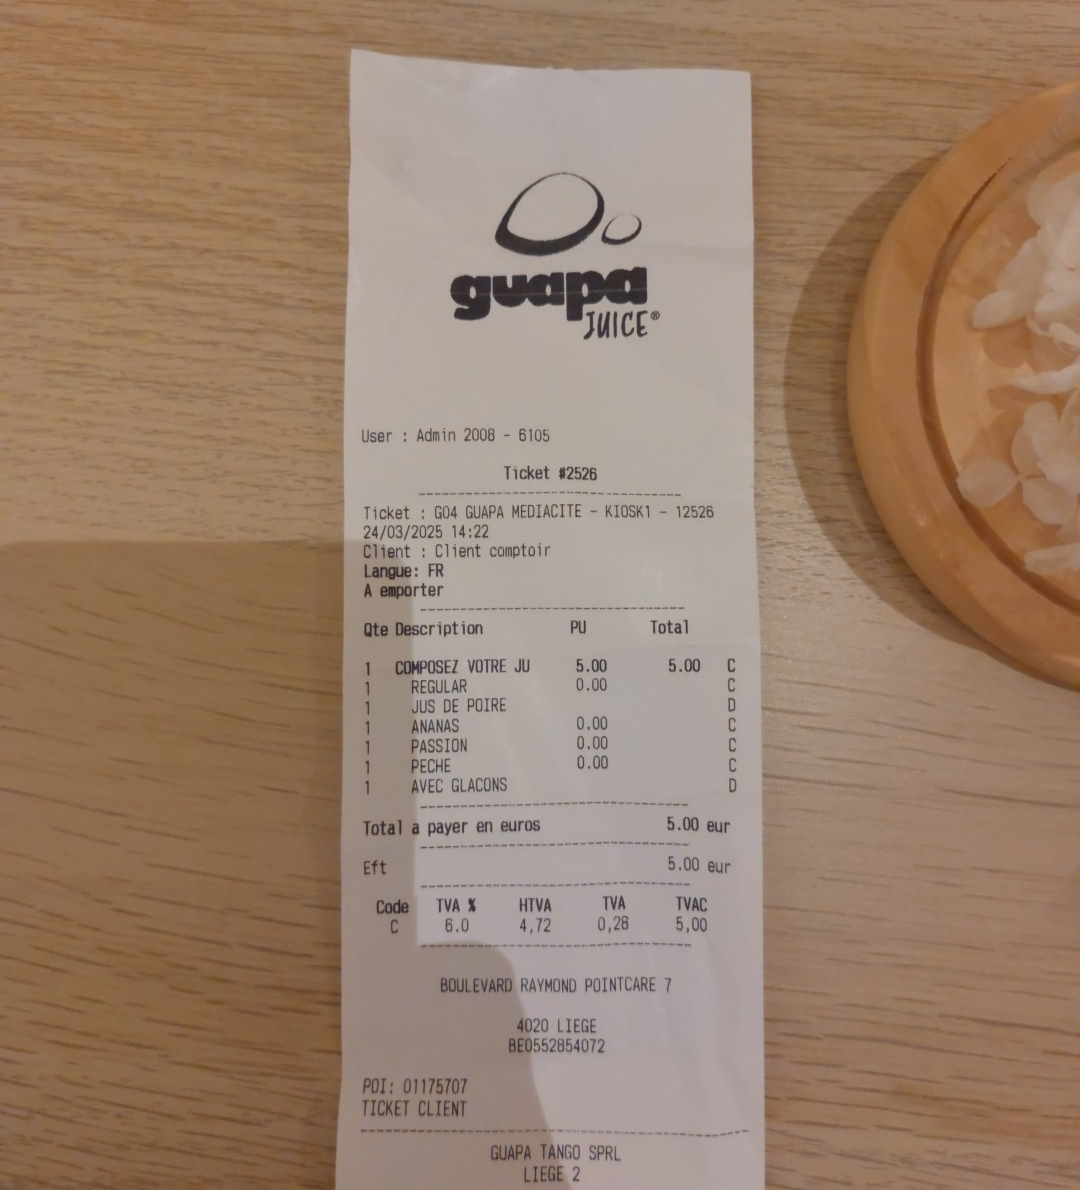 guapa
JUICE®
User : Admin 2008 - 6105
Ticket #2526
Ticket : G04 GUAPA MEDIACITE - KIOSK1 - 12526
24/03/2025 14:22
Client : Client comptoir
Langue: FR
A emporter
Qte Description PU Total
1 COMPOSEZ VOTRE JU 5.00 5.00 C
1 REGULAR 0.00 C
1 JUS DE POIRE D
1 ANANAS 0.00 C
1 PASSION 0.00 C
1 PECHE 0.00 C
1 AVEC GLACONS D
Total a payer en euros 5.00 eur
Eft 5.00 eur
Code TVA % HTVA TVA TVAC
C 6.0 4,72 0,28 5,00
BOULEVARD RAYMOND POINTCARE 7
4020 LIEGE
BE0552854072
POI: 01175707
TICKET CLIENT
GUAPA TANGO SPRL
LIEGE 2